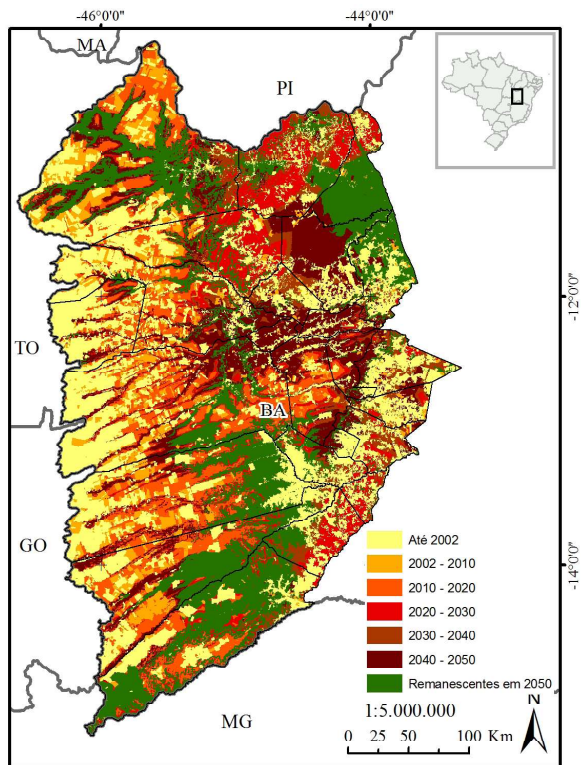 -46°0'0"
-44°0'0"
MA
PI
-12°0'0"
TO
BA
GO
-14°0'0"
MG
Até 2002
2002 - 2010
2010 - 2020
2020 - 2030
2030 - 2040
2040 - 2050
Remanescentes em 2050
1:5.000.000
N
0 25 50 100 Km